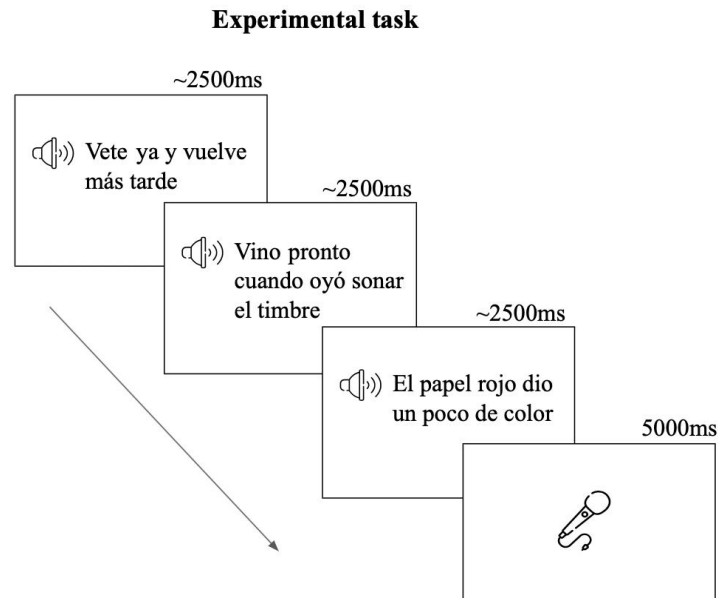 Experimental task
~2500ms
Vete ya y vuelve
más tarde
~2500ms
Vino pronto
cuando oyó sonar
el timbre
~2500ms
El papel rojo dio
un poco de color
5000ms